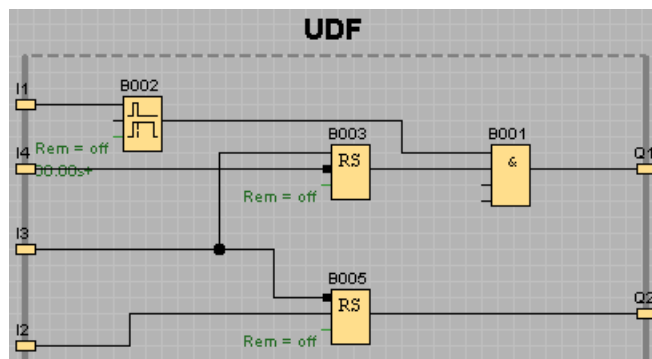 UDF
I1
B002
Rem = off
I4
00.00s+
B003
RS
Rem = off
B001
&
Q1
I3
B005
RS
Rem = off
Q2
I2